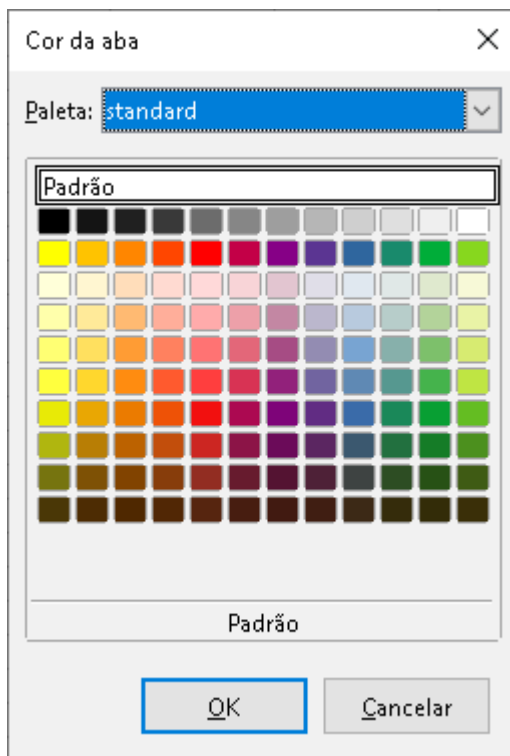 Cor da aba
Paleta: standard
Padrão
Padrão
OK
Cancelar